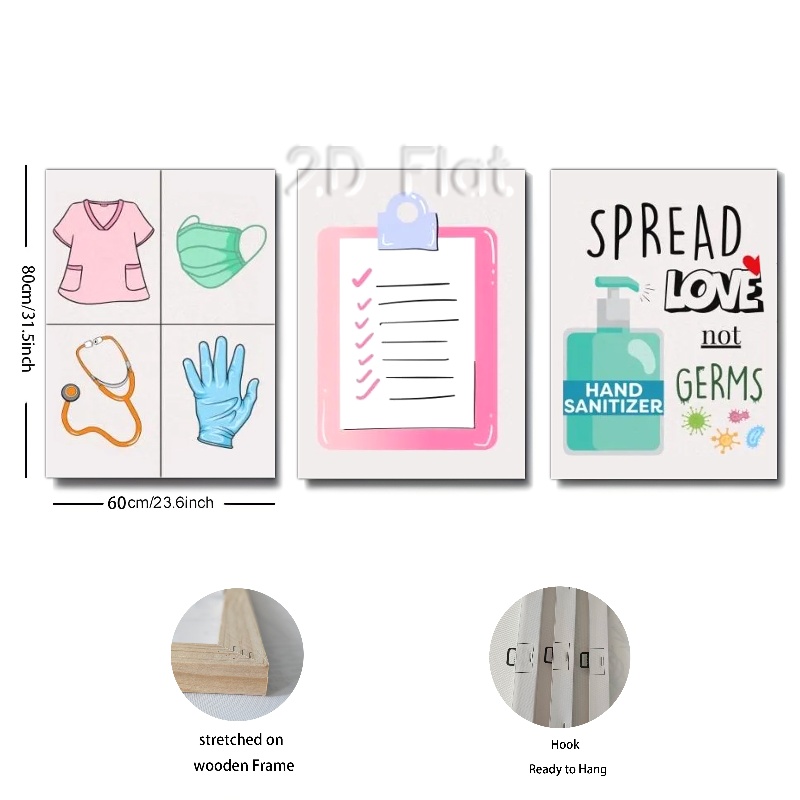 2D Flat
SPREAD
LOVE
not
GERMS
HAND
SANITIZER
80cm/31.5inch
60cm/23.6inch
stretched on
wooden Frame
Hook
Ready to Hang